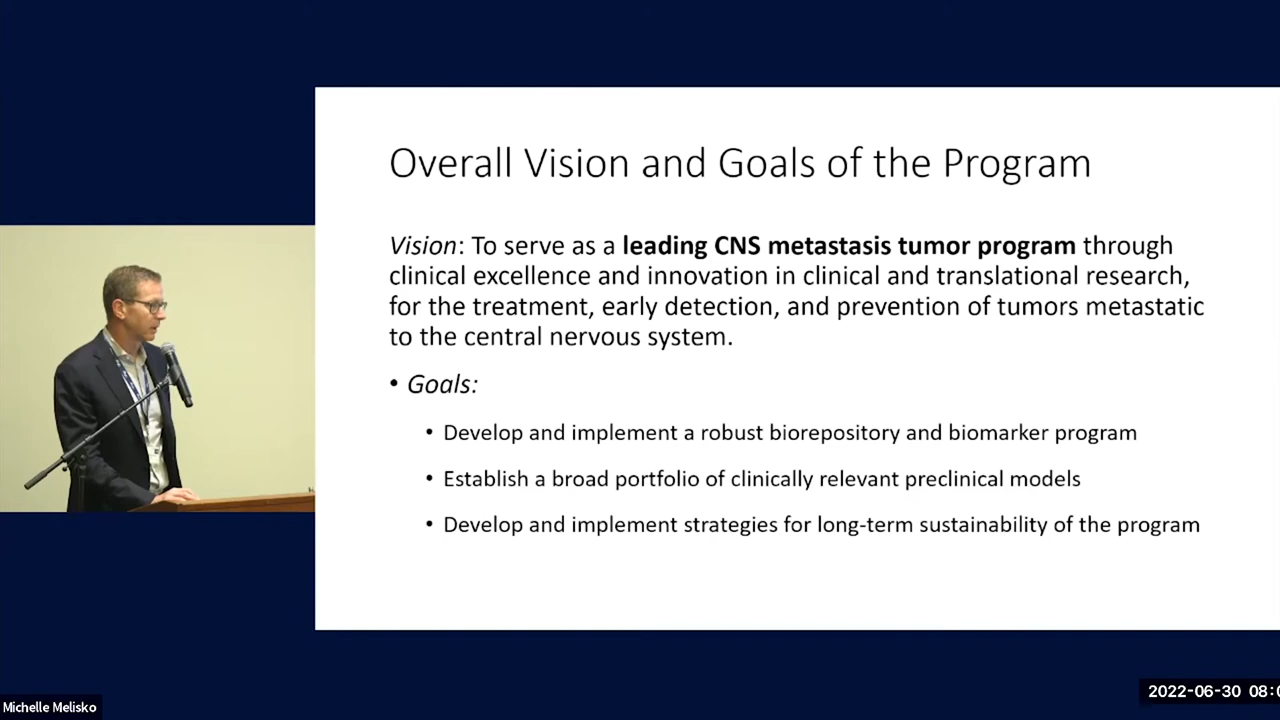 Overall Vision and Goals of the Program
Vision: To serve as a leading CNS metastasis tumor program through
clinical excellence and innovation in clinical and translational research,
for the treatment, early detection, and prevention of tumors metastatic
to the central nervous system.
• Goals:
• Develop and implement a robust biorepository and biomarker program
• Establish a broad portfolio of clinically relevant preclinical models
• Develop and implement strategies for long-term sustainability of the program
Michelle Melisko
2022-06-30 08:0